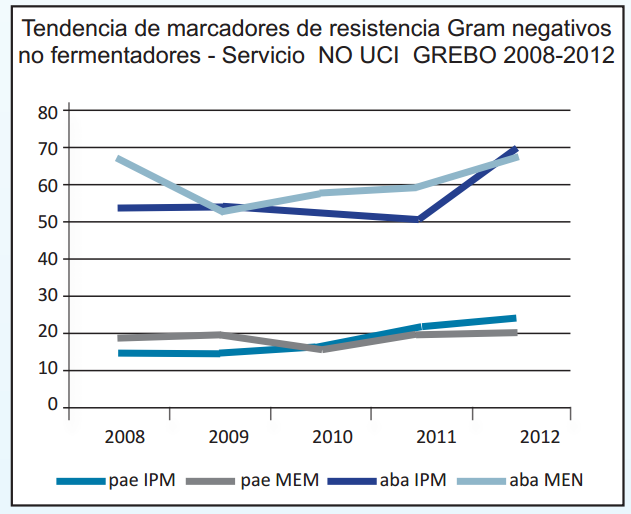 Tendencia de marcadores de resistencia Gram negativos
no fermentadores - Servicio NO UCI GREBO 2008-2012
80
70
60
50
40
30
20
10
0
2008 2009 2010 2011 2012
pae IPM pae MEM aba IPM aba MEN